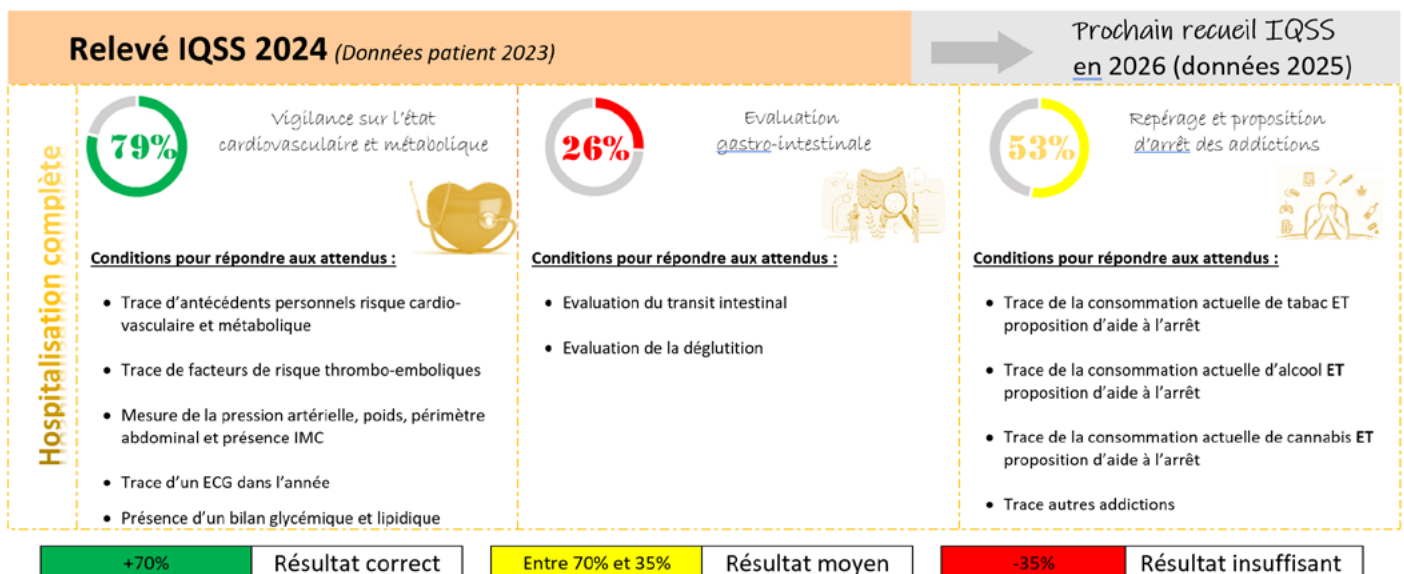 Relevé IQSS 2024 (Données patient 2023)
Prochain recueil IQSS
en 2026 (données 2025)
Hospitalisation complète
79%
Vigilance sur l'état
cardiovasculaire et métabolique
Conditions pour répondre aux attendus :
• Trace d'antécédents personnels risque cardio-
vasculaire et métabolique
• Trace de facteurs de risque thrombo-emboliques
• Mesure de la pression artérielle, poids, périmètre
abdominal et présence IMC
• Trace d'un ECG dans l'année
• Présence d'un bilan glycémique et lipidique
26%
Evaluation
gastro-intestinale
Conditions pour répondre aux attendus :
• Evaluation du transit intestinal
• Evaluation de la déglutition
53%
Repérage et proposition
d'arrêt des addictions
Conditions pour répondre aux attendus :
• Trace de la consommation actuelle de tabac ET
proposition d'aide à l'arrêt
• Trace de la consommation actuelle d'alcool ET
proposition d'aide à l'arrêt
• Trace de la consommation actuelle de cannabis ET
proposition d'aide à l'arrêt
• Trace autres addictions
+70% Résultat correct
Entre 70% et 35% Résultat moyen
-35% Résultat insuffisant